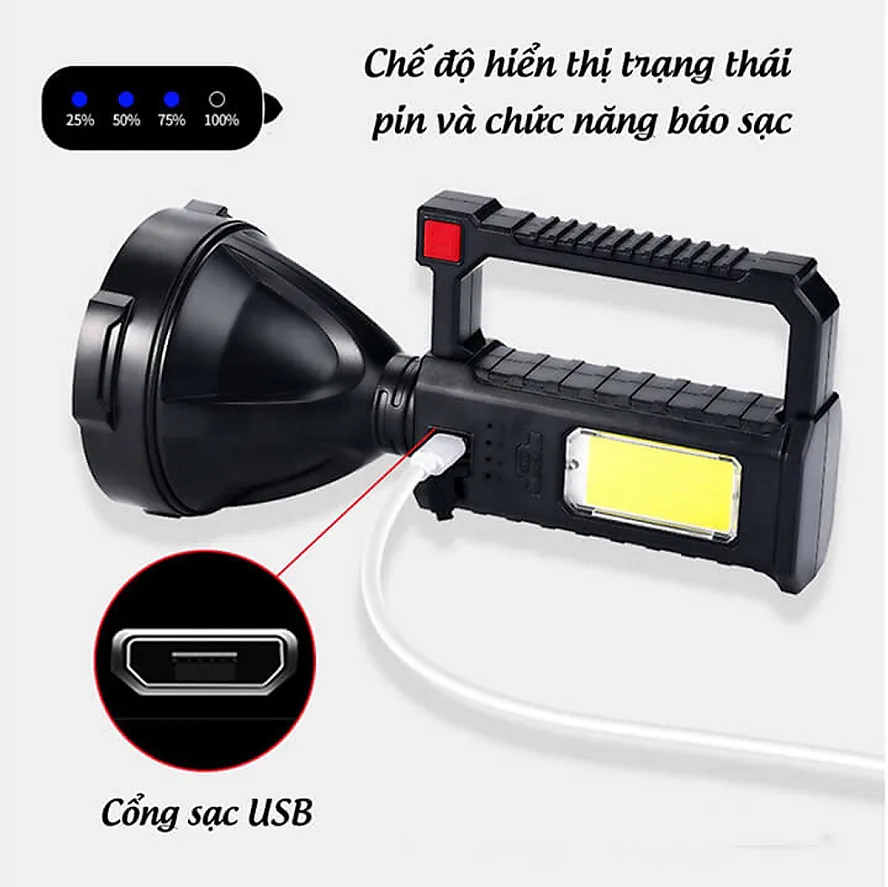 Chế độ hiển thị trạng thái
pin và chức năng báo sạc
25% 50% 75% 100%
Cổng sạc USB